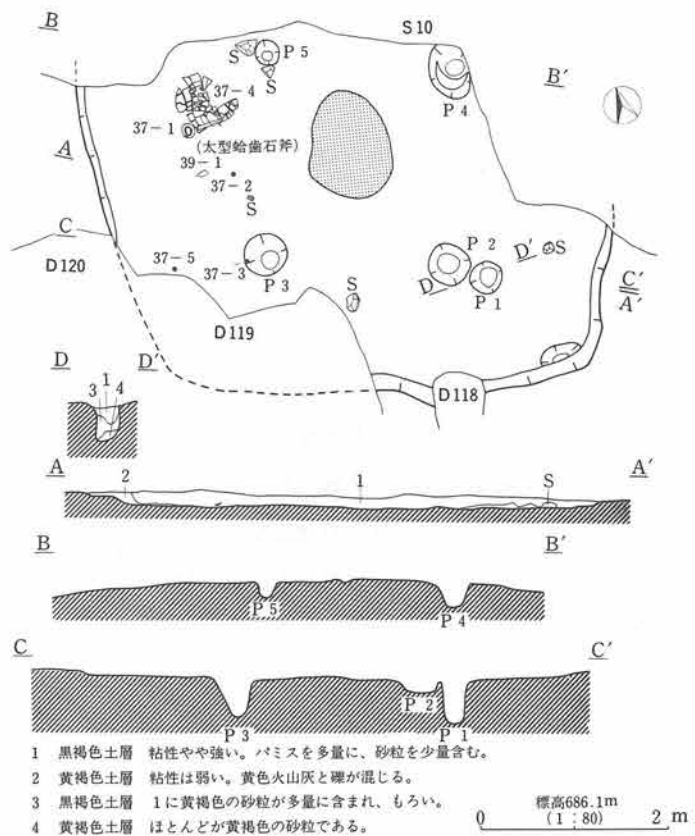 B
S10
P5
S
S
B′
37-4
P4
37-1
(太型蛤歯石斧)
A
39-1
37-2
S
C
P2
D′
S
37-5
37-3
D120
P3
S
D
P1
C′
A′
D119
D
D′
D118
3 1 4
A
2
1
S
A′
B
B′
P5
P4
C
C′
P2
P3
P1
1 黒褐色土層 粘性やや強い。パミスを多量に、砂粒を少量含む。
2 黄褐色土層 粘性は弱い。黄色火山灰と礫が混じる。
3 黒褐色土層 1に黄褐色の砂粒が多量に含まれ、もろい。
4 黄褐色土層 ほとんどが黄褐色の砂粒である。
標高686.1m
0 (1:80) 2m